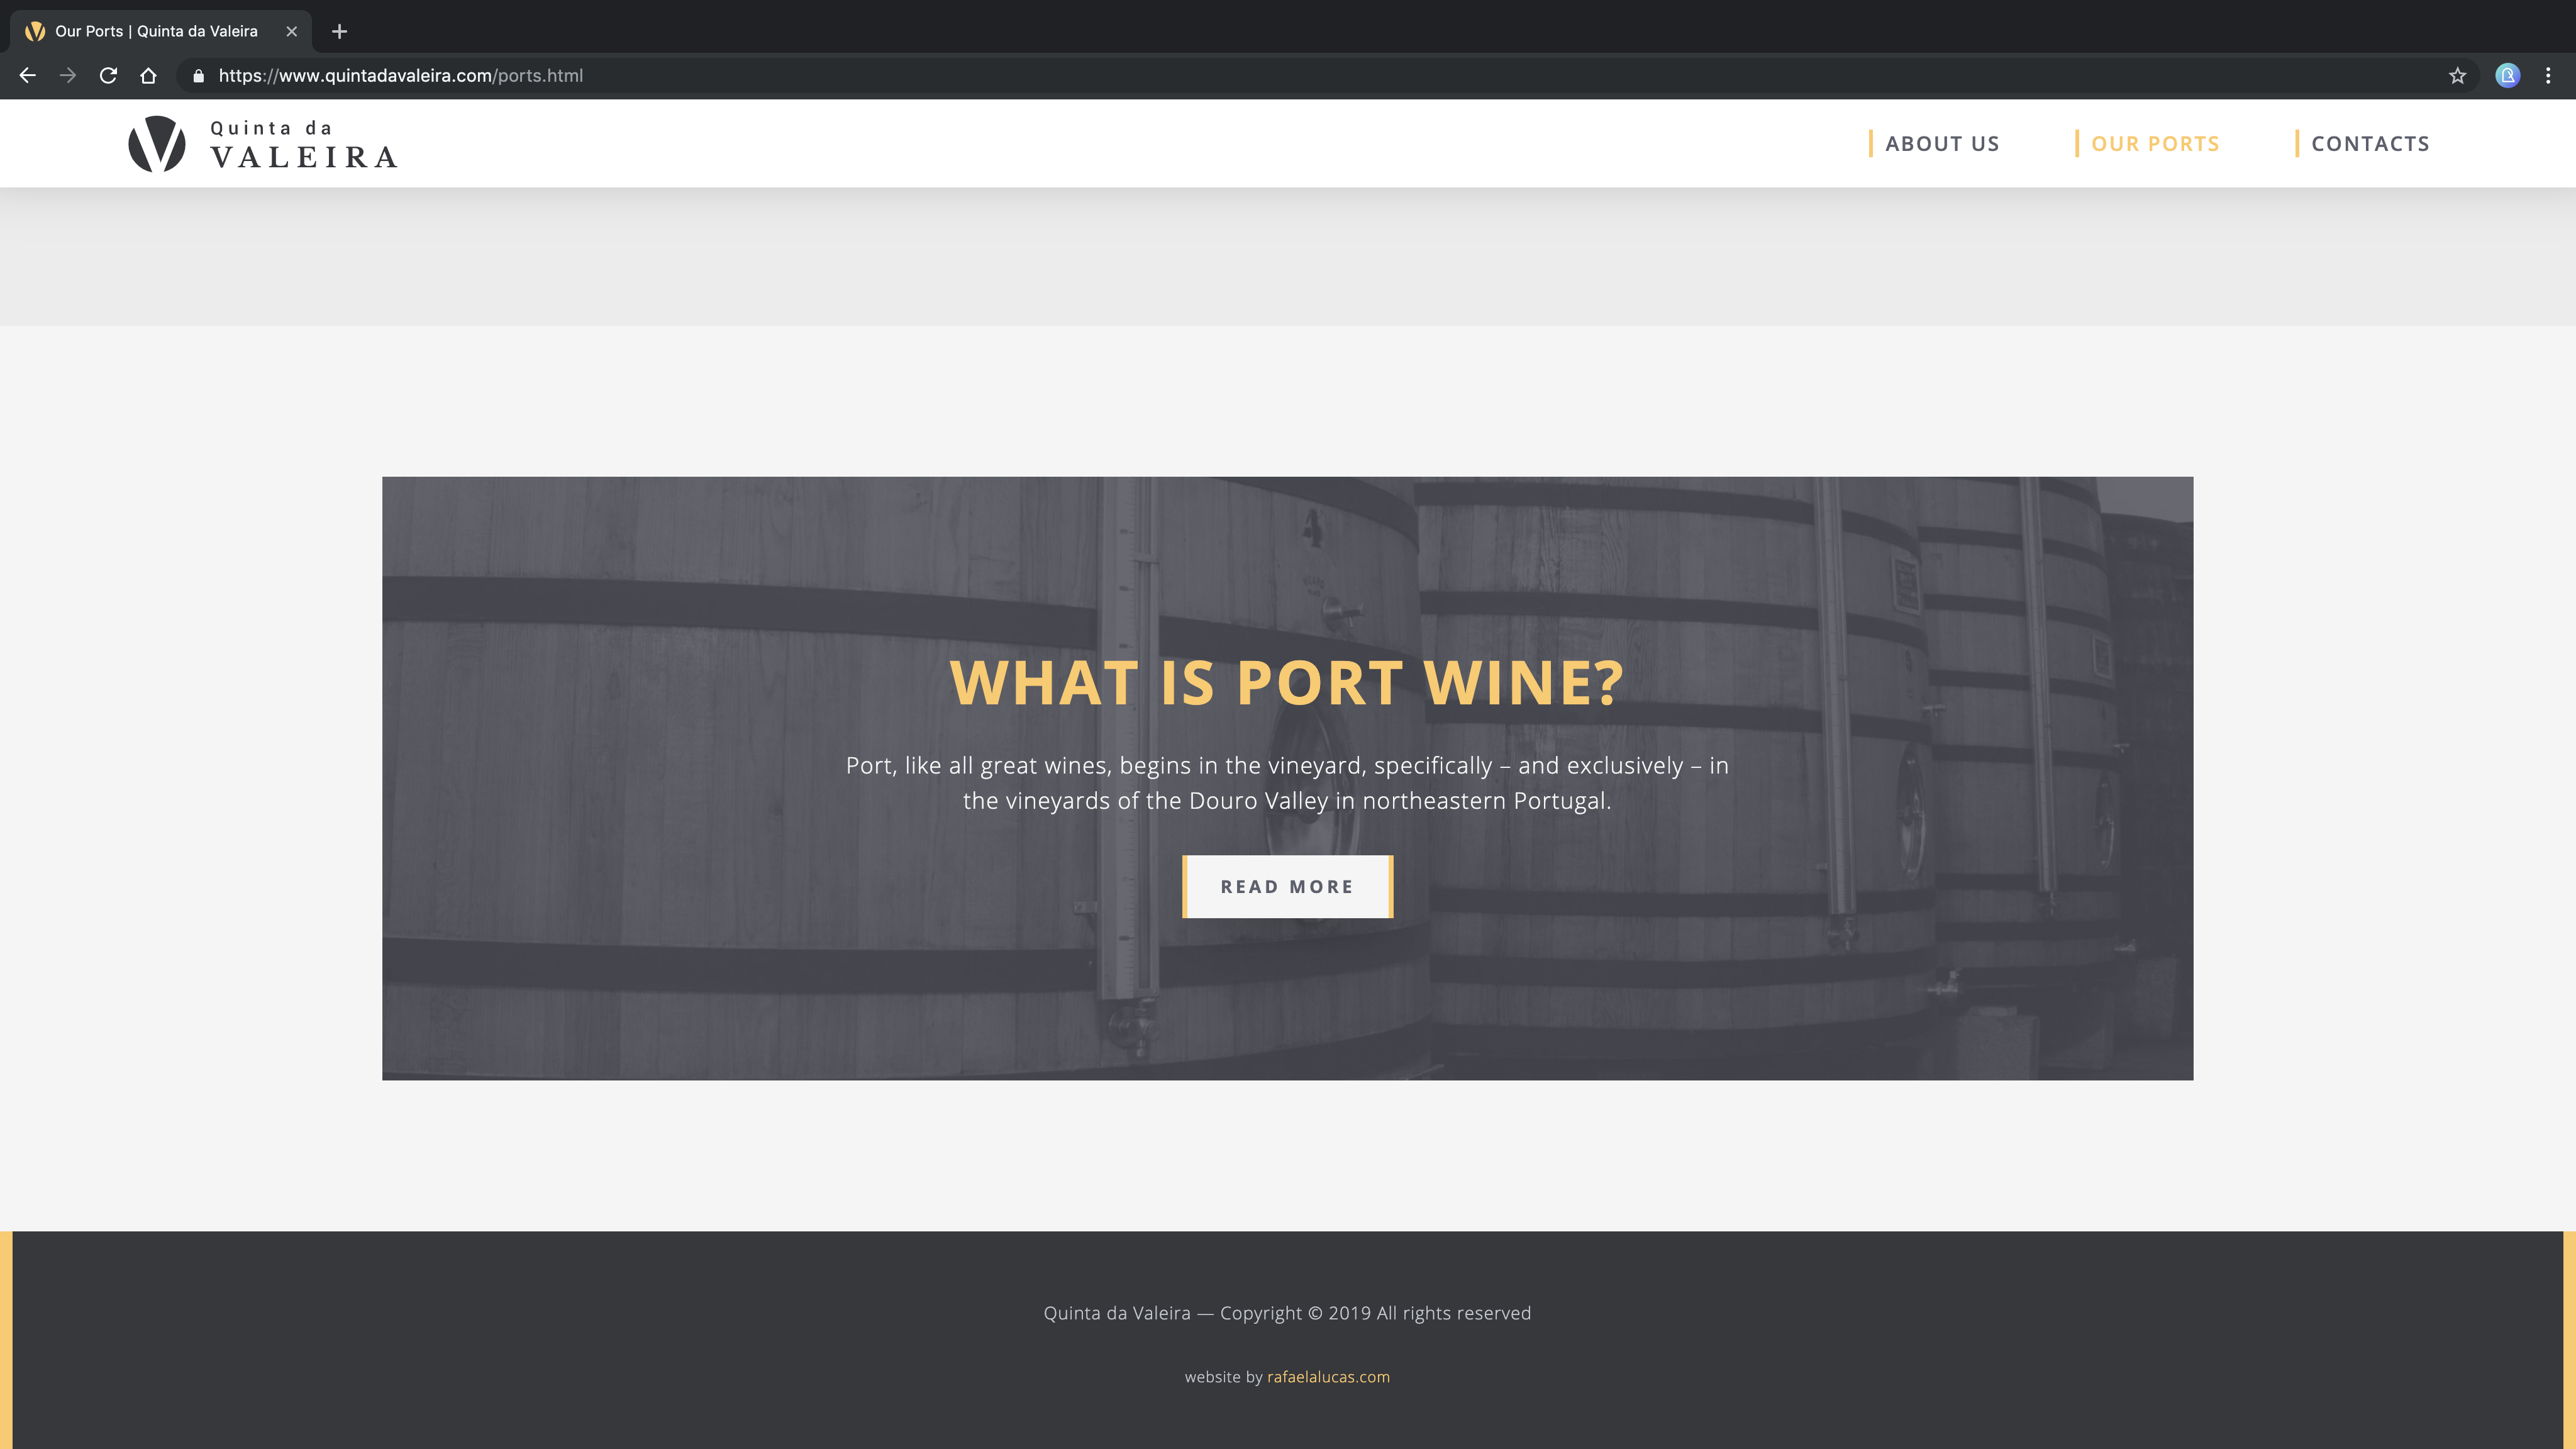 Our Ports | Quinta da Valeira
https://www.quintadavaleira.com/ports.html
Quinta da
VALEIRA
ABOUT US
OUR PORTS
CONTACTS
WHAT IS PORT WINE?
Port, like all great wines, begins in the vineyard, specifically – and exclusively – in
the vineyards of the Douro Valley in northeastern Portugal.
READ MORE
Quinta da Valeira — Copyright © 2019 All rights reserved
website by rafaelalucas.com